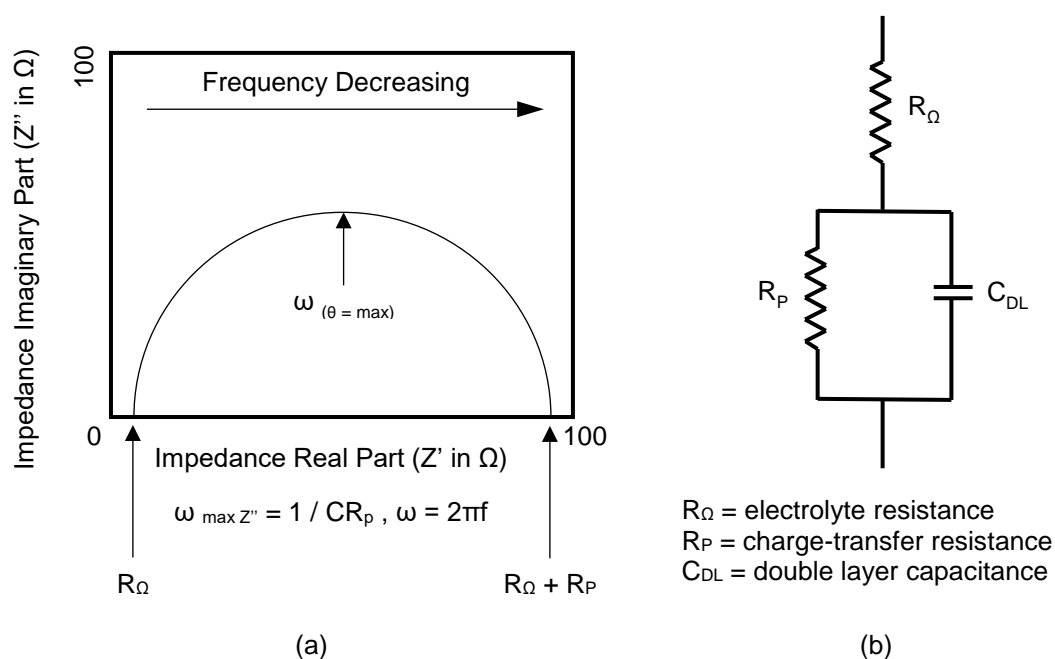 Impedance Imaginary Part (Z'' in Ω)
100
Frequency Decreasing
ω (θ = max)
0
100
Impedance Real Part (Z' in Ω)
ω max Z'' = 1 / CRp , ω = 2πf
RΩ
RΩ + RP
(a)
RΩ
RP
CDL
RΩ = electrolyte resistance
RP = charge-transfer resistance
CDL = double layer capacitance
(b)